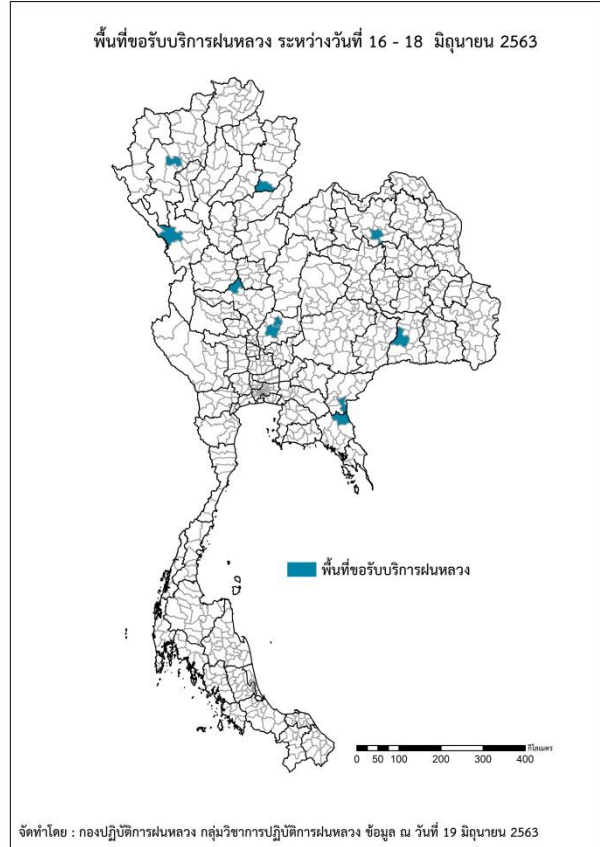 พื้นที่ขอรับบริการฝนหลวง ระหว่างวันที่ 16 - 18 มิถุนายน 2563
พื้นที่ขอรับบริการฝนหลวง
กิโลเมตร
0 50 100 200 300 400
จัดทำโดย : กองปฏิบัติการฝนหลวง กลุ่มวิชาการปฏิบัติการฝนหลวง ข้อมูล ณ วันที่ 19 มิถุนายน 2563